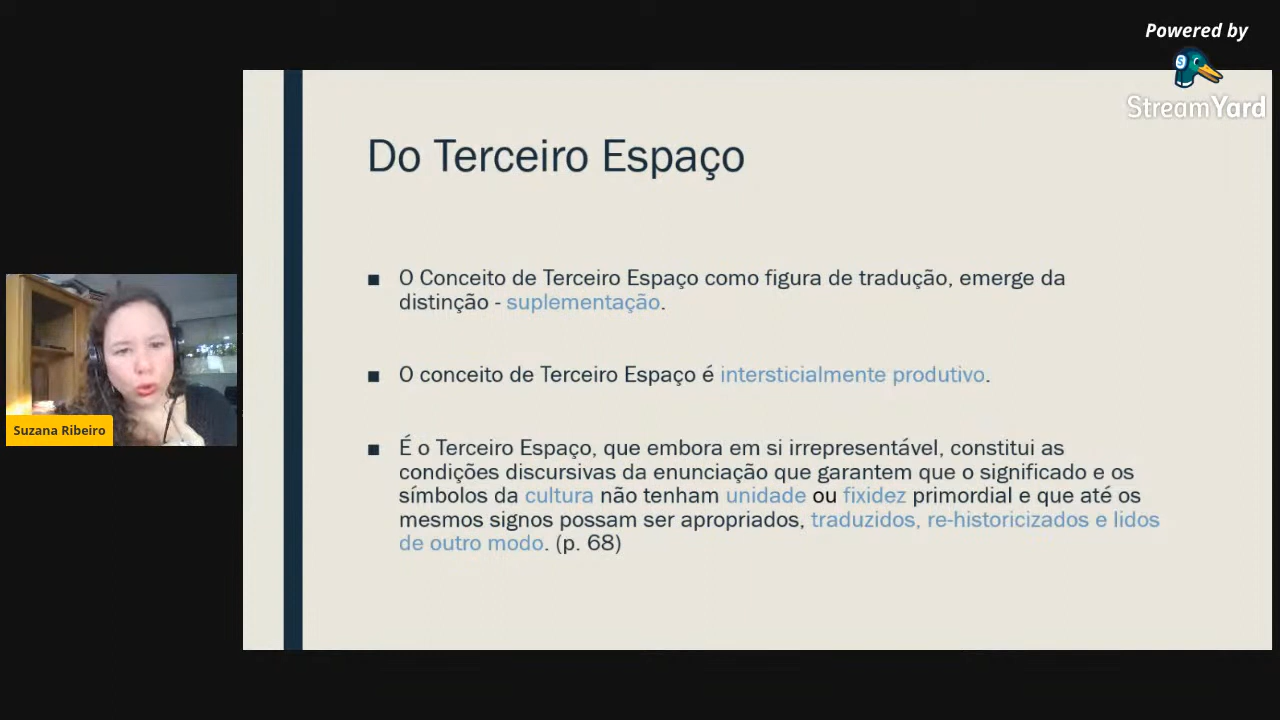 Powered by
StreamYard
Do Terceiro Espaço
■ O Conceito de Terceiro Espaço como figura de tradução, emerge da
distinção - suplementação.
■ O conceito de Terceiro Espaço é intersticialmente produtivo.
■ É o Terceiro Espaço, que embora em si irrepresentável, constitui as
condições discursivas da enunciação que garantem que o significado e os
símbolos da cultura não tenham unidade ou fixidez primordial e que até os
mesmos signos possam ser apropriados, traduzidos, re-historicizados e lidos
de outro modo. (p. 68)
Suzana Ribeiro